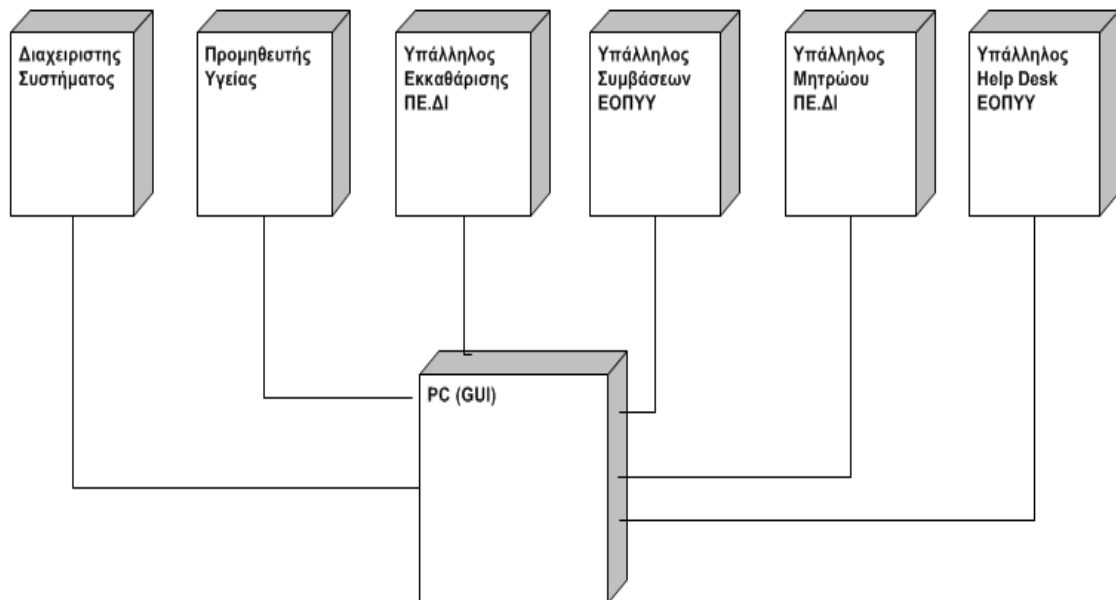 Διαχειριστης
Συστήματος
Προμηθευτής
Υγείας
Υπάλληλος
Εκκαθάρισης
ΠΕ.ΔΙ
Υπάλληλος
Συμβάσεων
ΕΟΠΥΥ
Υπάλληλος
Μητρώου
ΠΕ.ΔΙ
Υπάλληλος
Help Desk
ΕΟΠΥΥ
PC (GUI)